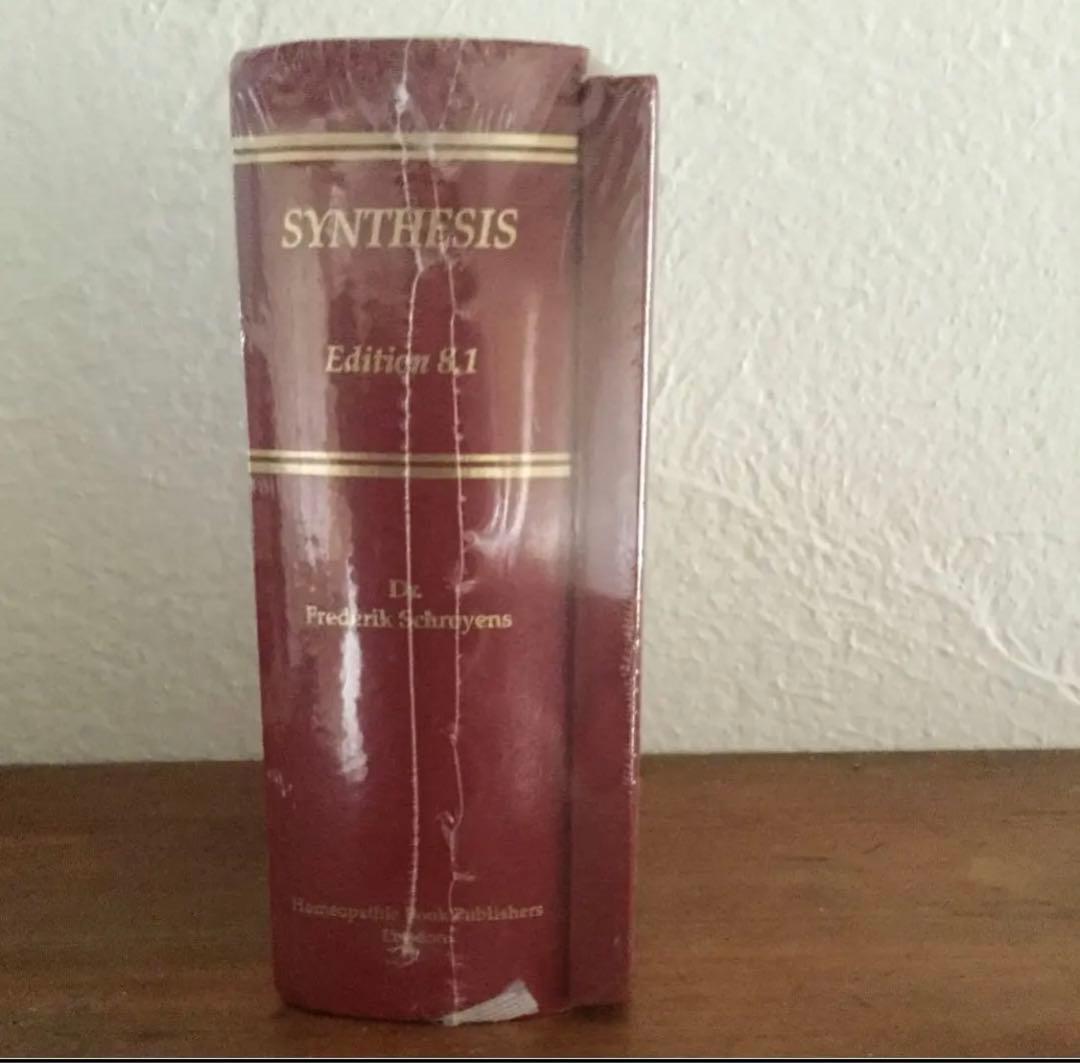 SYNTHESIS
Edition 8.1
Dr.
Frederik Schroyens
Homeopathic Book Publishers
London